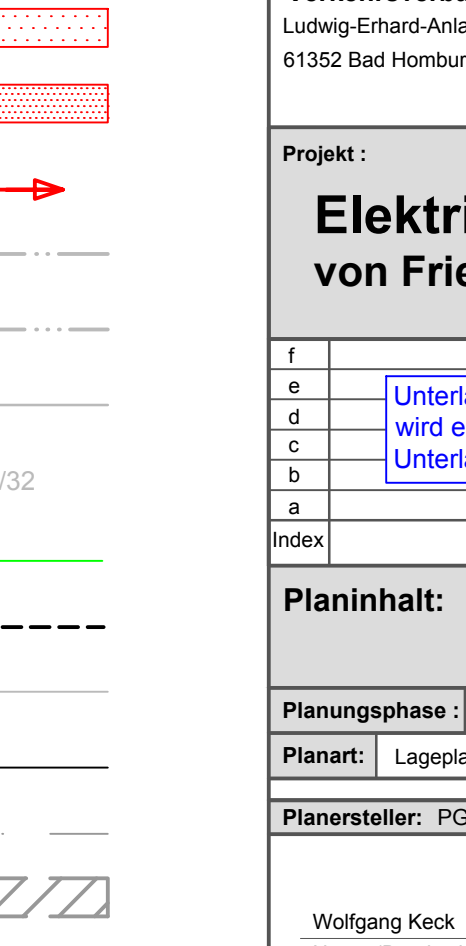 Ludwig-Erhard-Anla
61352 Bad Hombur
Projekt :
Elektri
von Frie
f
e
d
c
b
a
Index
Unterla
wird e
Unterla
/32
Planinhalt:
Planungsphase :
Planart: Lagepla
Planersteller: PG
Wolfgang Keck